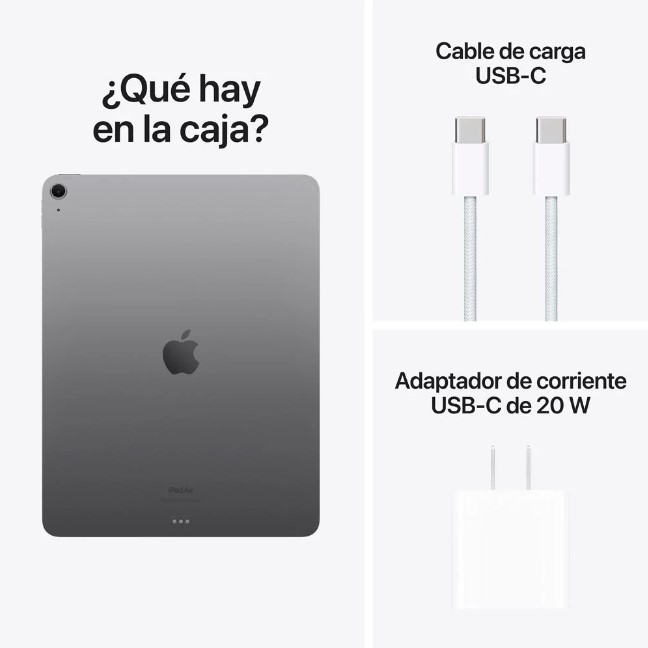 ¿Qué hay
en la caja?
iPad Air
Cable de carga
USB-C
Adaptador de corriente
USB-C de 20 W